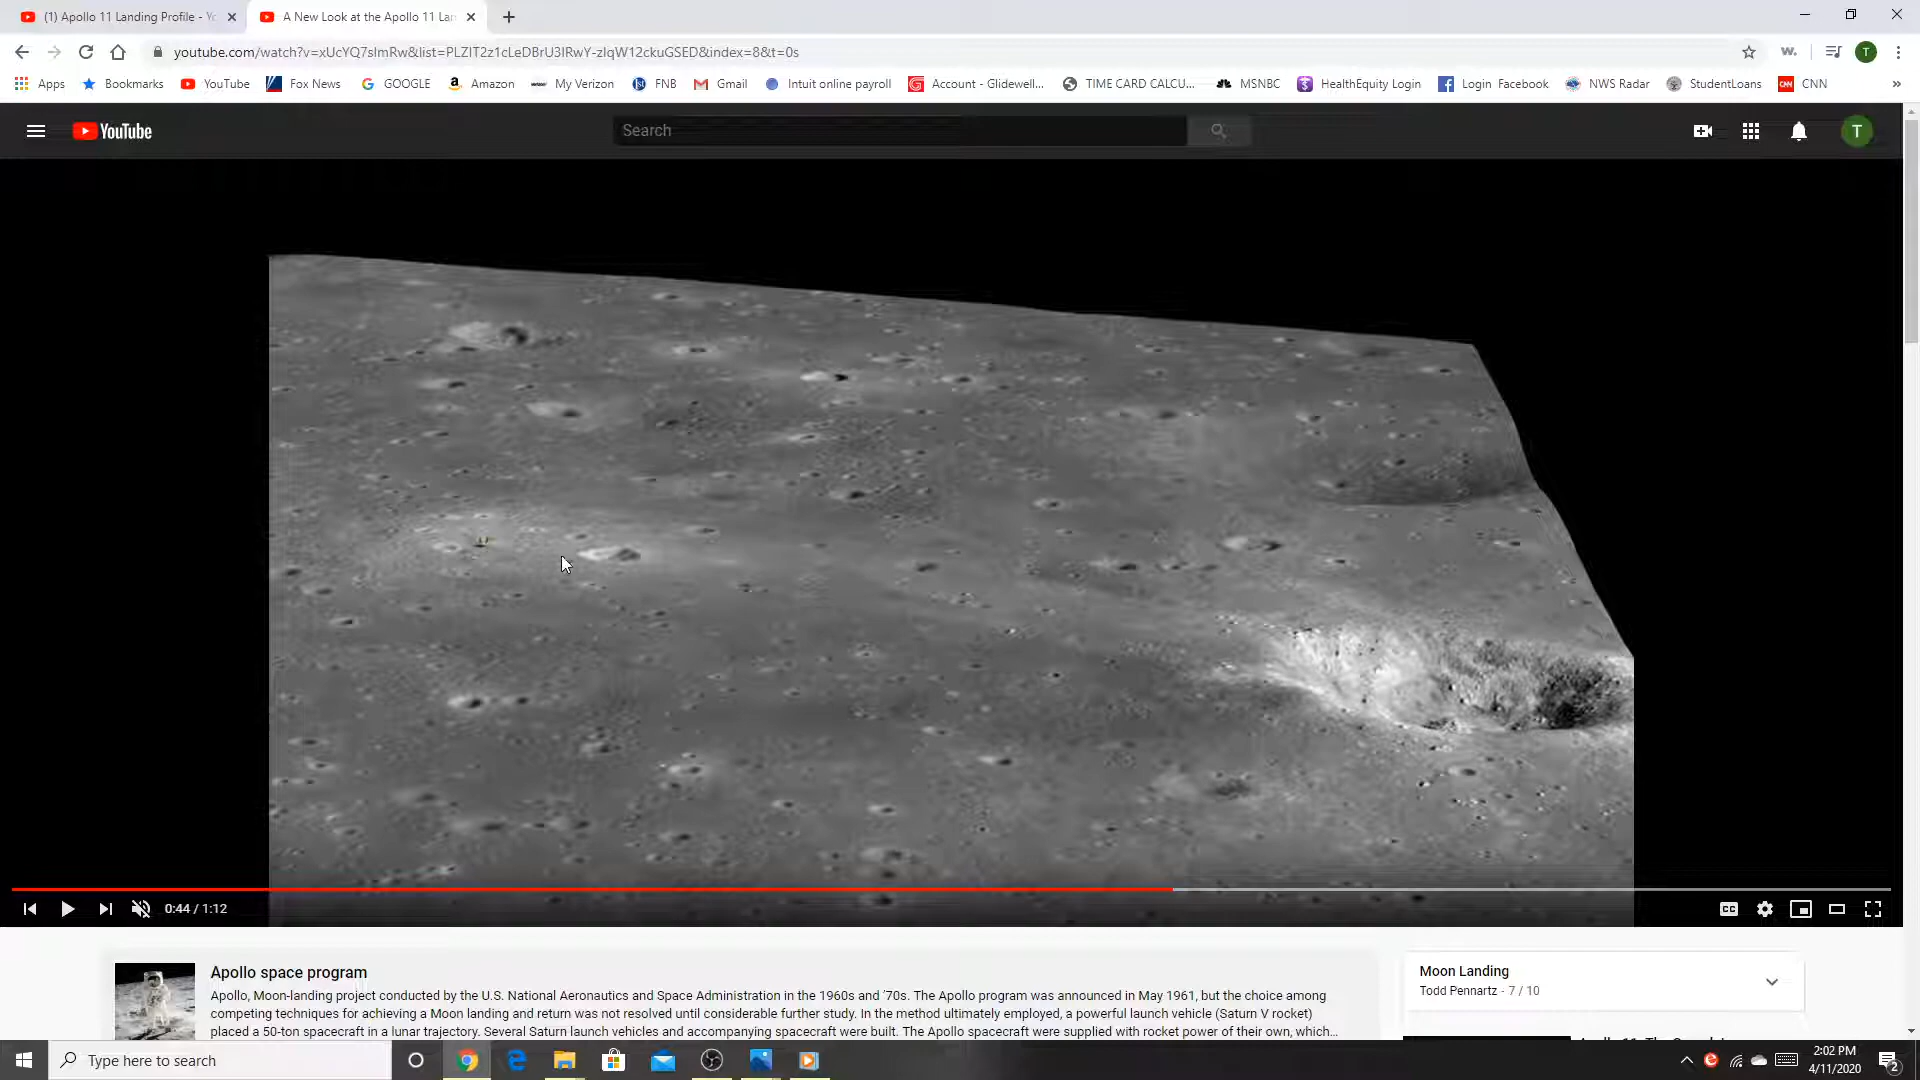 (1) Apollo 11 Landing Profile - Yo
A New Look at the Apollo 11 Lan
youtube.com/watch?v=xUcYQ7sImRw&list=PLZIT2z1cLeDBrU3IRwY-zIqW12ckuGSED&index=8&t=0s
Apps Bookmarks YouTube Fox News GOOGLE Amazon My Verizon FNB Gmail Intuit online payroll Account - Glidewell... TIME CARD CALCU... MSNBC HealthEquity Login Login Facebook NWS Radar StudentLoans CNN
YouTube
Search
T
0:44 / 1:12
CC
Apollo space program
Apollo, Moon-landing project conducted by the U.S. National Aeronautics and Space Administration in the 1960s and '70s. The Apollo program was announced in May 1961, but the choice among
competing techniques for achieving a Moon landing and return was not resolved until considerable further study. In the method ultimately employed, a powerful launch vehicle (Saturn V rocket)
placed a 50-ton spacecraft in a lunar trajectory. Several Saturn launch vehicles and accompanying spacecraft were built. The Apollo spacecraft were supplied with rocket power of their own, which...
Moon Landing
Todd Pennartz - 7 / 10
Type here to search
2:02 PM
4/11/2020
2